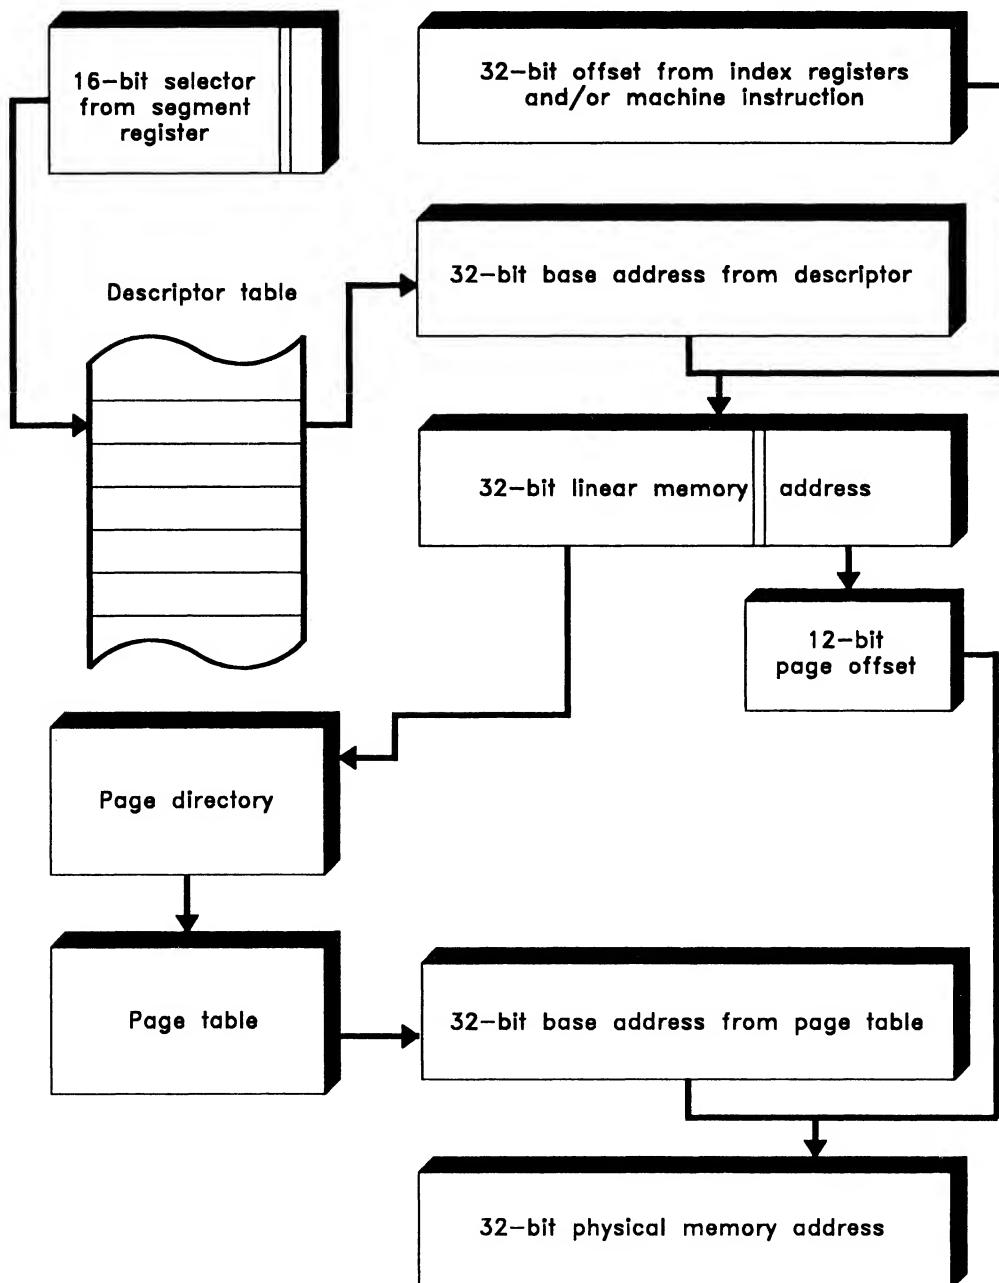 16-bit selector
from segment
register
32-bit offset from index registers
and/or machine instruction
Descriptor table
32-bit base address from descriptor
32-bit linear memory address
12-bit
page offset
Page directory
Page table
32-bit base address from page table
32-bit physical memory address